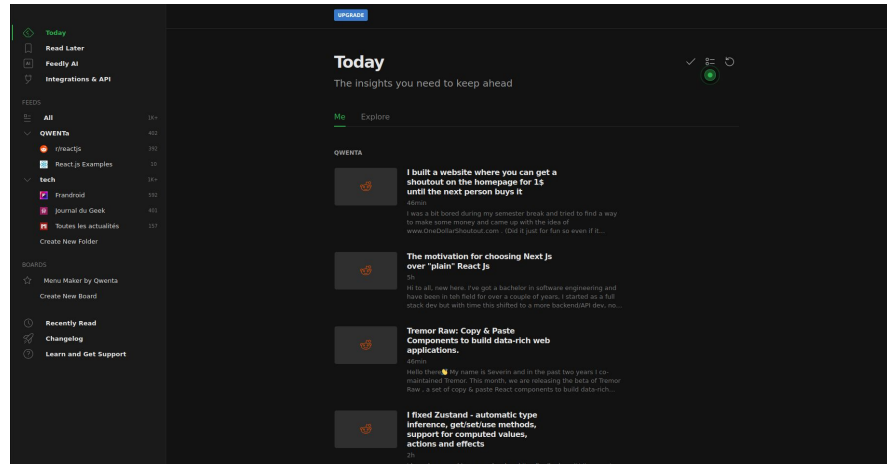 UPGRADE
Today
Read Later
Feedly AI
Integrations & API
FEEDS
All 1K+
QWENTa 402
r/reactjs 392
React.js Examples 10
tech 1K+
Frandroid
Journal du Geek
Toutes les actualités
Create New Folder
BOARDS
Menu Maker by Qwenta
Create New Board
Recently Read
Changelog
Learn and Get Support
Today
The insights you need to keep ahead
Me Explore
QWENTA
I built a website where you can get a
shoutout on the homepage for 1$
until the next person buys it
46min
I was a bit bored during my semester break and tried to find a way
to make some money and came up with the idea of
www.OneDollarShoutout.com . (Did it just for fun so even if it...
The motivation for choosing Next Js
over "plain" React Js
5h
Hi to all, new here. I've got a bachelor in software engineering and
have been in teh field for over a couple of years, I started as a full
stack dev but with time this shifted to a more backend/API dev, no...
Tremor Raw: Copy & Paste
Components to build data-rich web
applications.
46min
Hello there👋 My name is Severin and in the past two years I co-
maintained Tremor. This month, we are releasing the beta of Tremor
Raw , a set of copy & paste React components to build data-rich...
I fixed Zustand - automatic type
inference, get/set/use methods,
support for computed values,
actions and effects
2h